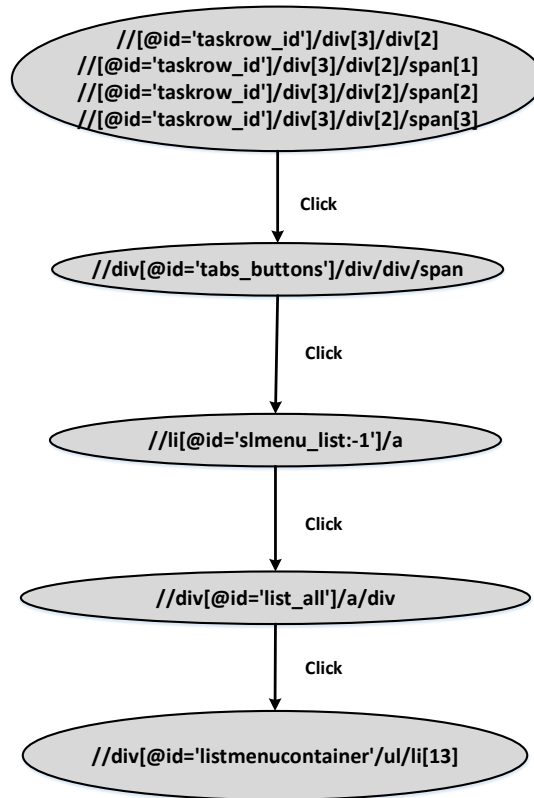 //[@id='taskrow_id']/div[3]/div[2]
//[@id='taskrow_id']/div[3]/div[2]/span[1]
//[@id='taskrow_id']/div[3]/div[2]/span[2]
//[@id='taskrow_id']/div[3]/div[2]/span[3]
Click
//div[@id='tabs_buttons']/div/div/span
Click
//li[@id='slmenu_list:-1']/a
Click
//div[@id='list_all']/a/div
Click
//div[@id='listmenucontainer'/ul/li[13]